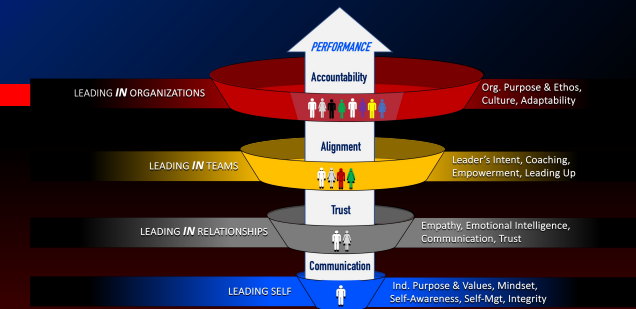 PERFORMANCE
Accountability
LEADING IN ORGANIZATIONS
Org. Purpose & Ethos,
Culture, Adaptability
Alignment
LEADING IN TEAMS
Leader's Intent, Coaching,
Empowerment, Leading Up
Trust
LEADING IN RELATIONSHIPS
Empathy, Emotional Intelligence,
Communication, Trust
Communication
LEADING SELF
Ind. Purpose & Values, Mindset,
Self-Awareness, Self-Mgt, Integrity